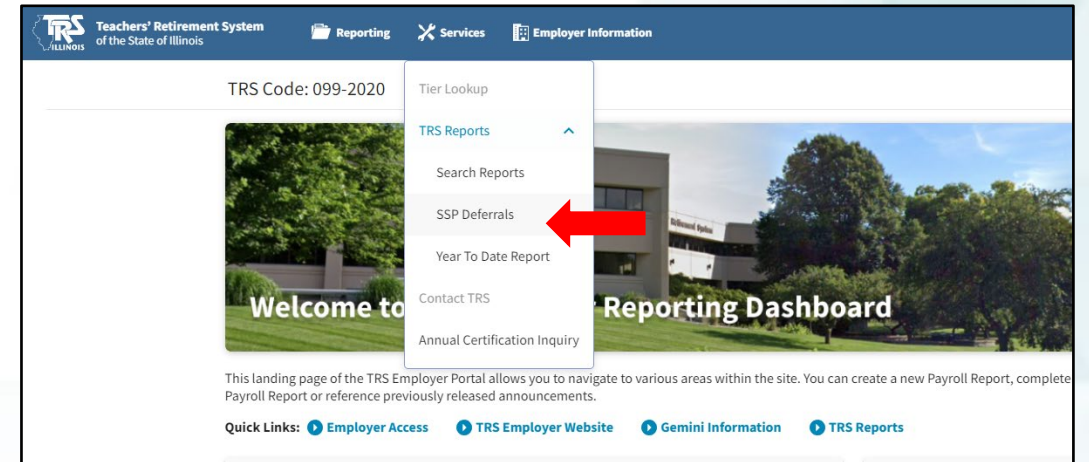 TRS
ILLINOIS
Teachers' Retirement System
of the State of Illinois
Reporting
Services
Employer Information
TRS Code: 099-2020
Tier Lookup
TRS Reports
Search Reports
SSP Deferrals
Year To Date Report
Contact TRS
Annual Certification Inquiry
Retirement System
Welcome to
Reporting Dashboard
This landing page of the TRS Employer Portal allows you to navigate to various areas within the site. You can create a new Payroll Report, complete
Payroll Report or reference previously released announcements.
Quick Links: Employer Access TRS Employer Website Gemini Information TRS Reports